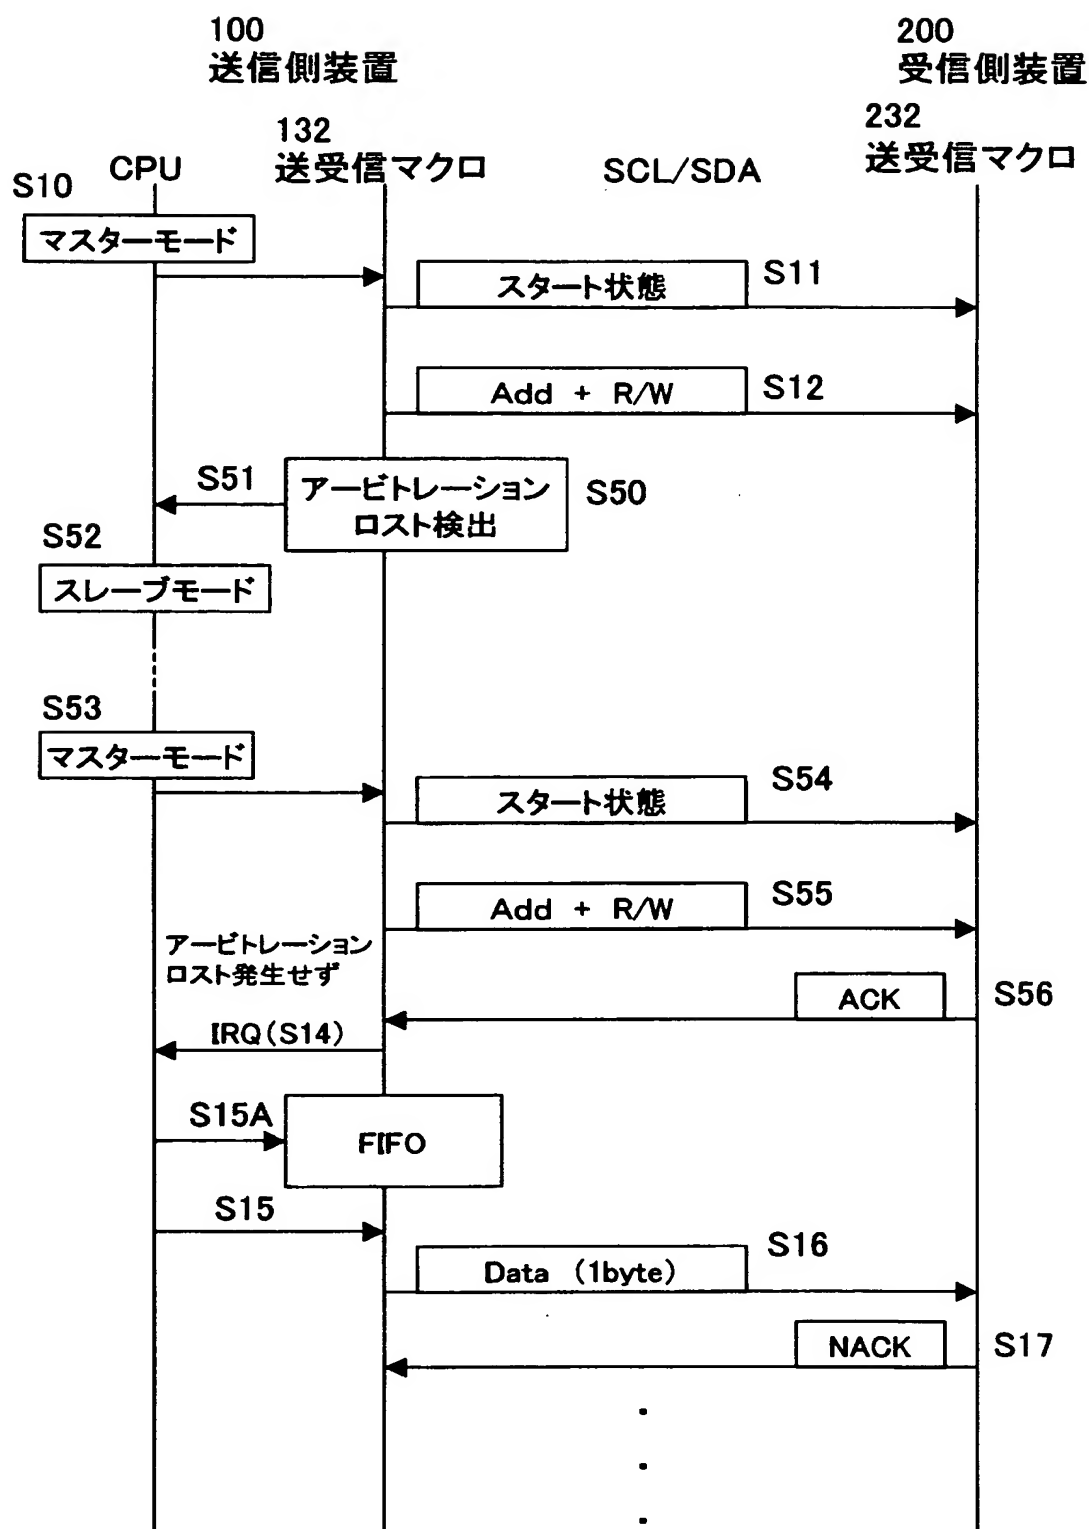 100
送信側装置
200
受信側装置
132
送受信マクロ
232
送受信マクロ
CPU
SCL/SDA
S10
マスターモード
スタート状態
S11
Add + R/W
S12
S51
アービトレーション
ロスト検出
S50
S52
スレーブモード
S53
マスターモード
スタート状態
S54
Add + R/W
S55
アービトレーション
ロスト発生せず
ACK
S56
IRQ(S14)
S15A
FIFO
S15
Data (1byte)
S16
NACK
S17